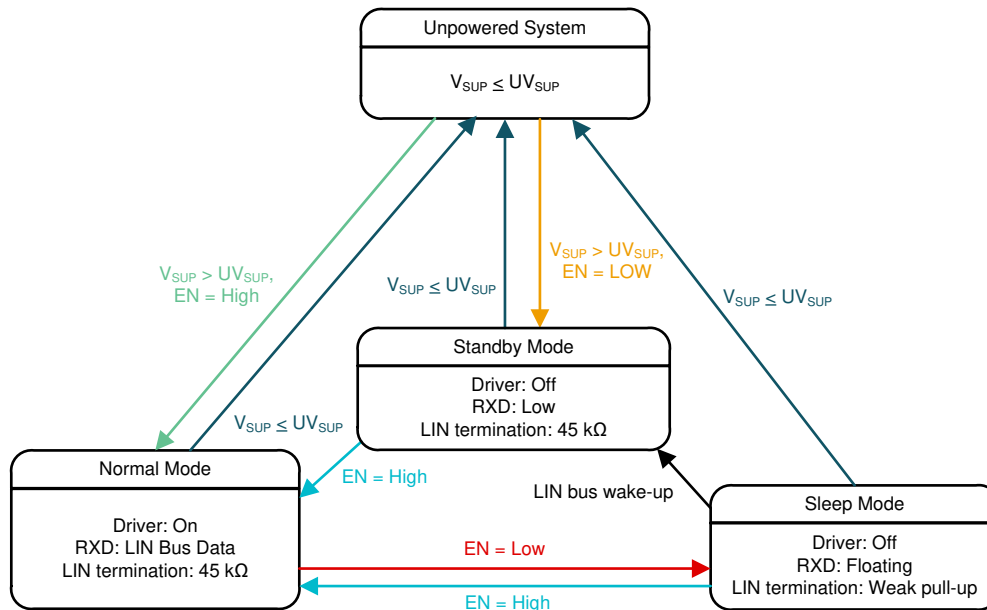 Unpowered System
V_SUP ≤ UV_SUP
V_SUP > UV_SUP,
EN = High
V_SUP ≤ UV_SUP
V_SUP > UV_SUP,
EN = LOW
V_SUP ≤ UV_SUP
Standby Mode
Driver: Off
RXD: Low
LIN termination: 45 kΩ
V_SUP ≤ UV_SUP
Normal Mode
Driver: On
RXD: LIN Bus Data
LIN termination: 45 kΩ
EN = High
LIN bus wake-up
Sleep Mode
Driver: Off
RXD: Floating
LIN termination: Weak pull-up
EN = Low
EN = High